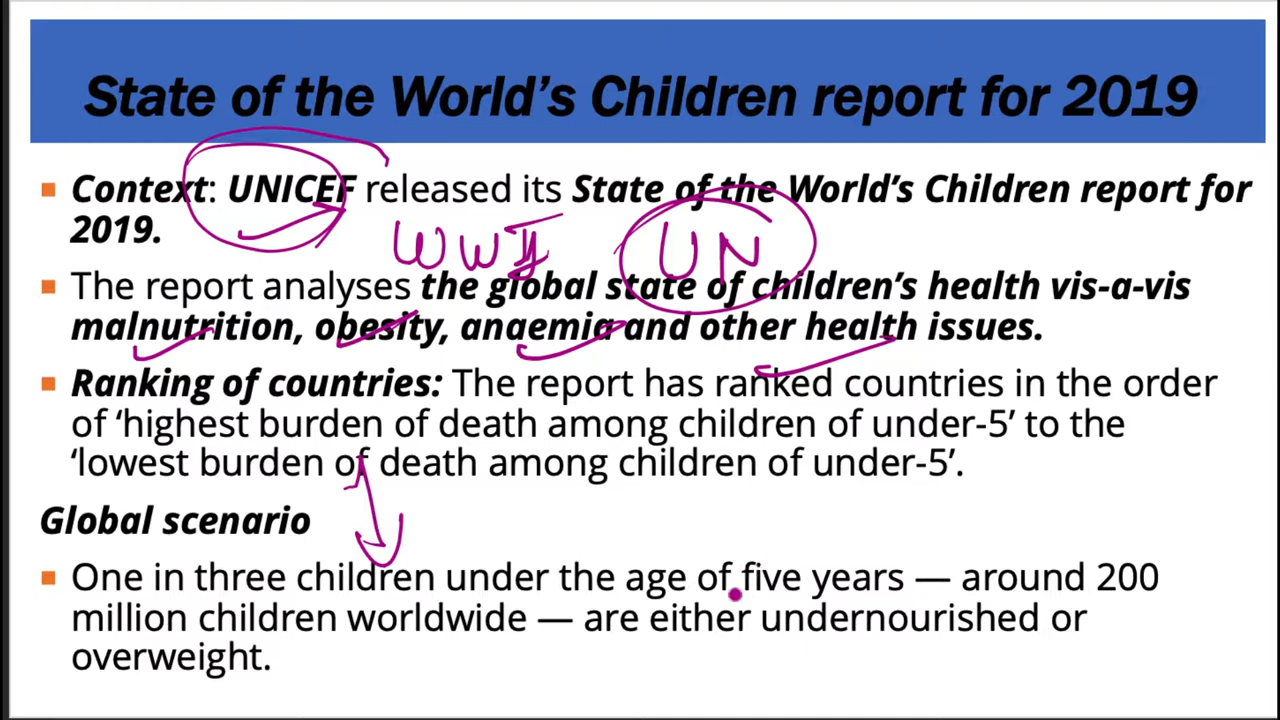 State of the World's Children report for 2019
▪ Context: UNICEF released its State of the World's Children report for
2019.
WW
UN
▪ The report analyses the global state of children's health vis-a-vis
malnutrition, obesity, anaemia and other health issues.
▪ Ranking of countries: The report has ranked countries in the order
of 'highest burden of death among children of under-5' to the
'lowest burden of death among children of under-5'.
Global scenario
▪ One in three children under the age of five years — around 200
million children worldwide — are either undernourished or
overweight.